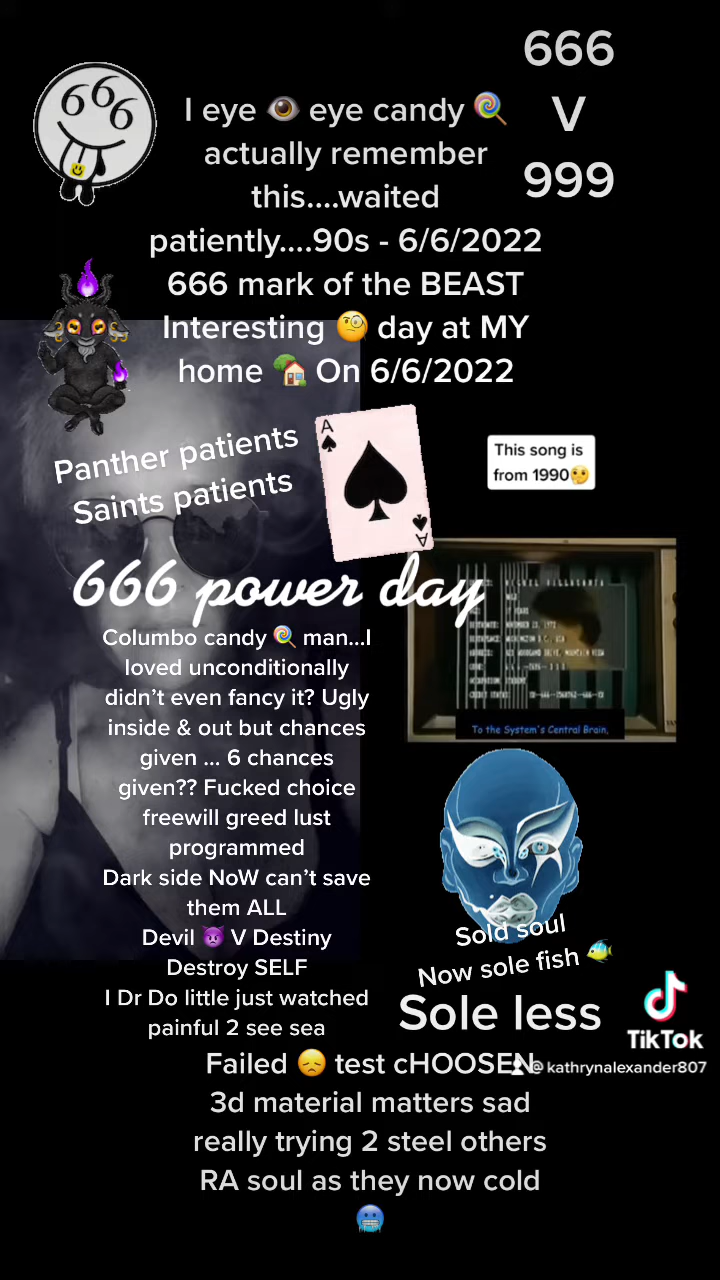 666
V
999
666
I eye 👁 eye candy 🍭
actually remember
this....waited
patiently....90s - 6/6/2022
666 mark of the BEAST
Interesting 🧐 day at MY
home 🏡 On 6/6/2022
Panther patients
Saints patients
A
A
This song is
from 1990🤔
666 power day
To the System's Central Brain,
Columbo candy 🍭 man...I
loved unconditionally
didn't even fancy it? Ugly
inside & out but chances
given ... 6 chances
given?? Fucked choice
freewill greed lust
programmed
Dark side NoW can't save
them ALL
Devil 😈 V Destiny
Destroy SELF
I Dr Do little just watched
painful 2 see sea
Sold soul
Now sole fish 🐠
Sole less
TikTok
@kathrynalexander807
Failed 😞 test cHOOSEN
3d material matters sad
really trying 2 steel others
RA soul as they now cold
🥶